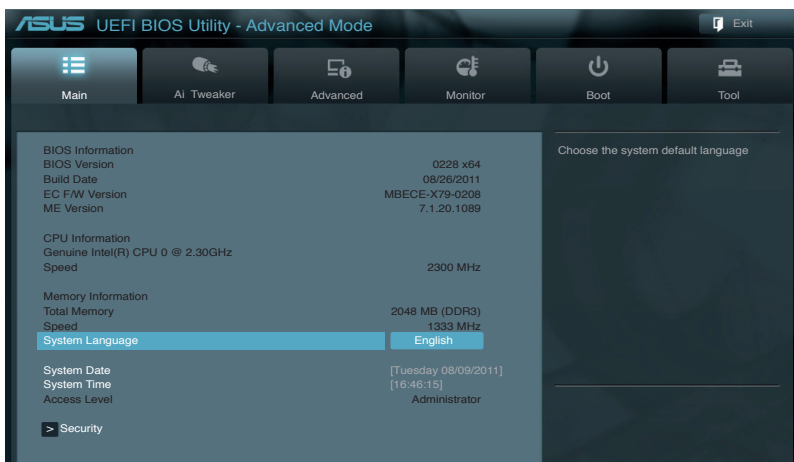 ASUS UEFI BIOS Utility - Advanced Mode
Exit
Main
Ai Tweaker
Advanced
Monitor
Boot
Tool
BIOS Information
BIOS Version 0228 x64
Build Date 08/26/2011
EC F/W Version MBECE-X79-0208
ME Version 7.1.20.1089
CPU Information
Genuine Intel(R) CPU 0 @ 2.30GHz
Speed 2300 MHz
Memory Information
Total Memory 2048 MB (DDR3)
Speed 1333 MHz
System Language English
System Date [Tuesday 08/09/2011]
System Time [16:46:15]
Access Level Administrator
> Security
Choose the system default language